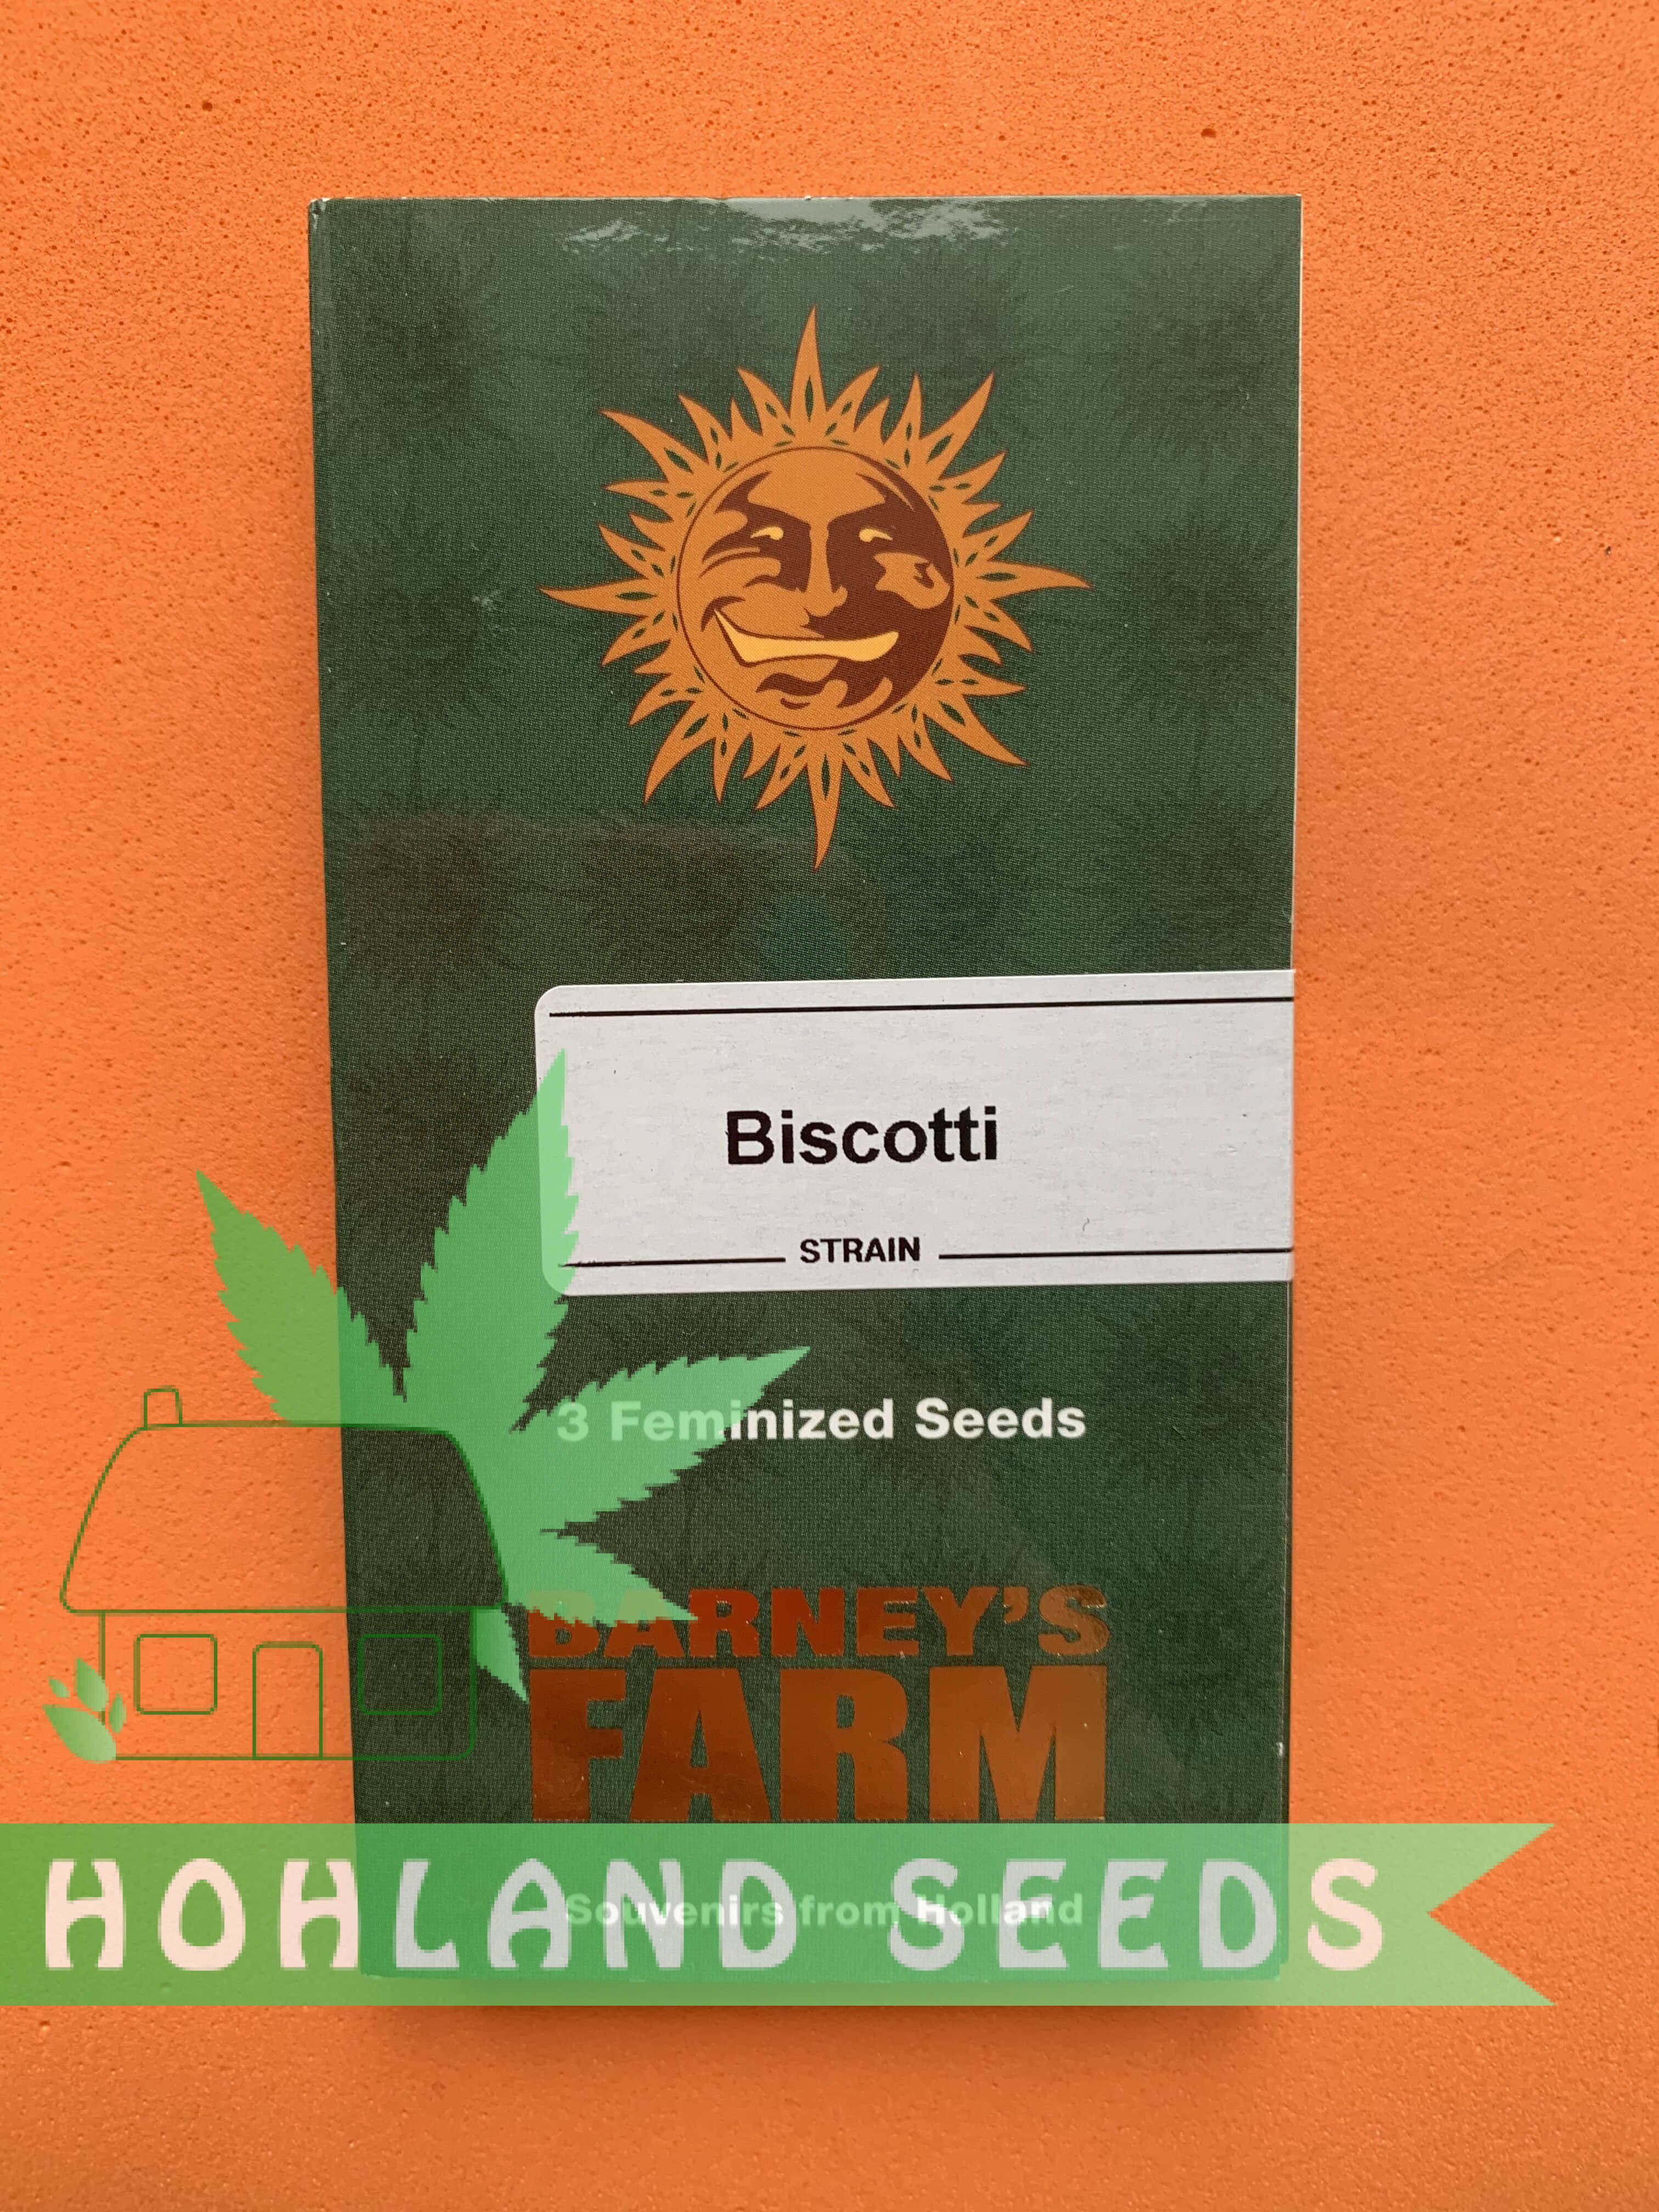 Biscotti
STRAIN
3 Feminized Seeds
BARNEY'S
FARM
Souvenirs from Holland
HOHLAND SEEDS